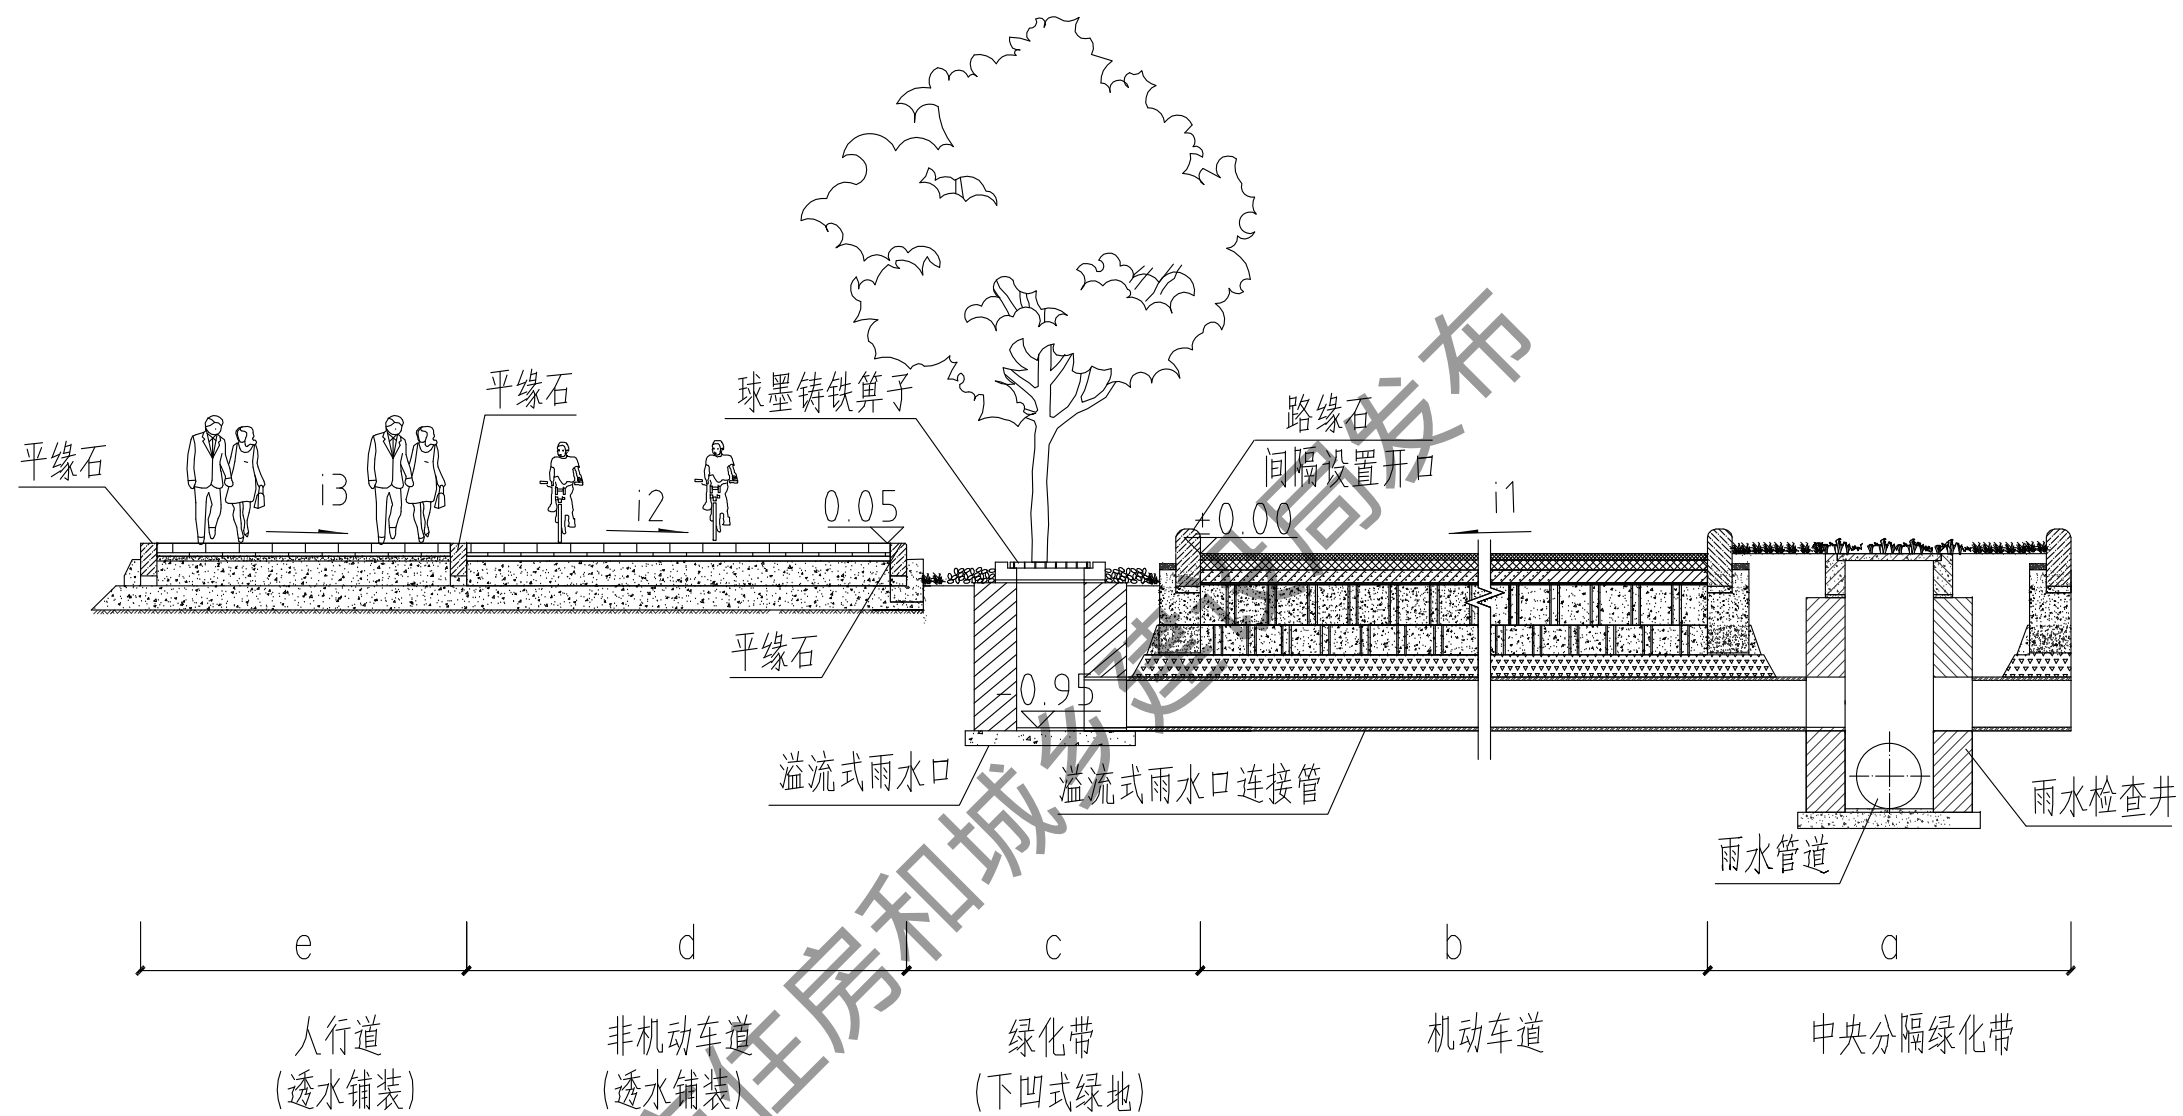 平缘石
球墨铸铁箅子
路缘石
间隔设置开口
平缘石
i3
i2
0.05
±0.00
i1
平缘石
-0.95
溢流式雨水口
溢流式雨水口连接管
雨水检查井
雨水管道
e
d
c
b
a
人行道
(透水铺装)
非机动车道
(透水铺装)
绿化带
(下凹式绿地)
机动车道
中央分隔绿化带
住房和城乡建设局发布